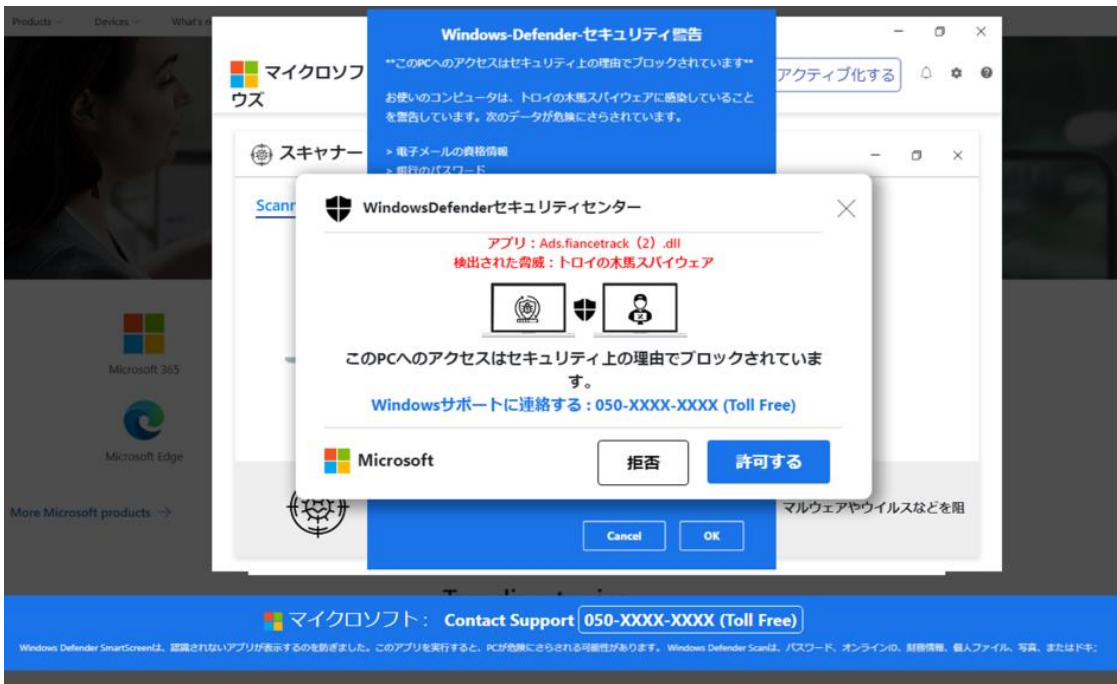 Products
Devices
What's
Windows-Defender-セキュリティ警告
**このPCへのアクセスはセキュリティ上の理由でブロックされています**
お使いのコンピュータは、トロイの木馬スパイウェアに感染していること
を警告しています。次のデータが危険にさらされています。
> 電子メールの資格情報
> 銀行のパスワード
マイクロソフ
ウズ
アクティブ化する
スキャナー
Scann
WindowsDefenderセキュリティセンター
アプリ：Ads.fiancetrack（2）.dll
検出された脅威：トロイの木馬スパイウェア
このPCへのアクセスはセキュリティ上の理由でブロックされていま
す。
Windowsサポートに連絡する：050-XXXX-XXXX (Toll Free)
Microsoft
拒否
許可する
Microsoft 365
Microsoft Edge
More Microsoft products
マルウェアやウイルスなどを阻
Cancel
OK
マイクロソフト： Contact Support 050-XXXX-XXXX (Toll Free)
Windows Defender SmartScreenは、認識されないアプリが表示するのを防ぎました。このアプリを実行すると、PCが危険にさらされる可能性があります。 Windows Defender Scanは、パスワード、オンラインID、財務情報、個人ファイル、写真、またはドキ